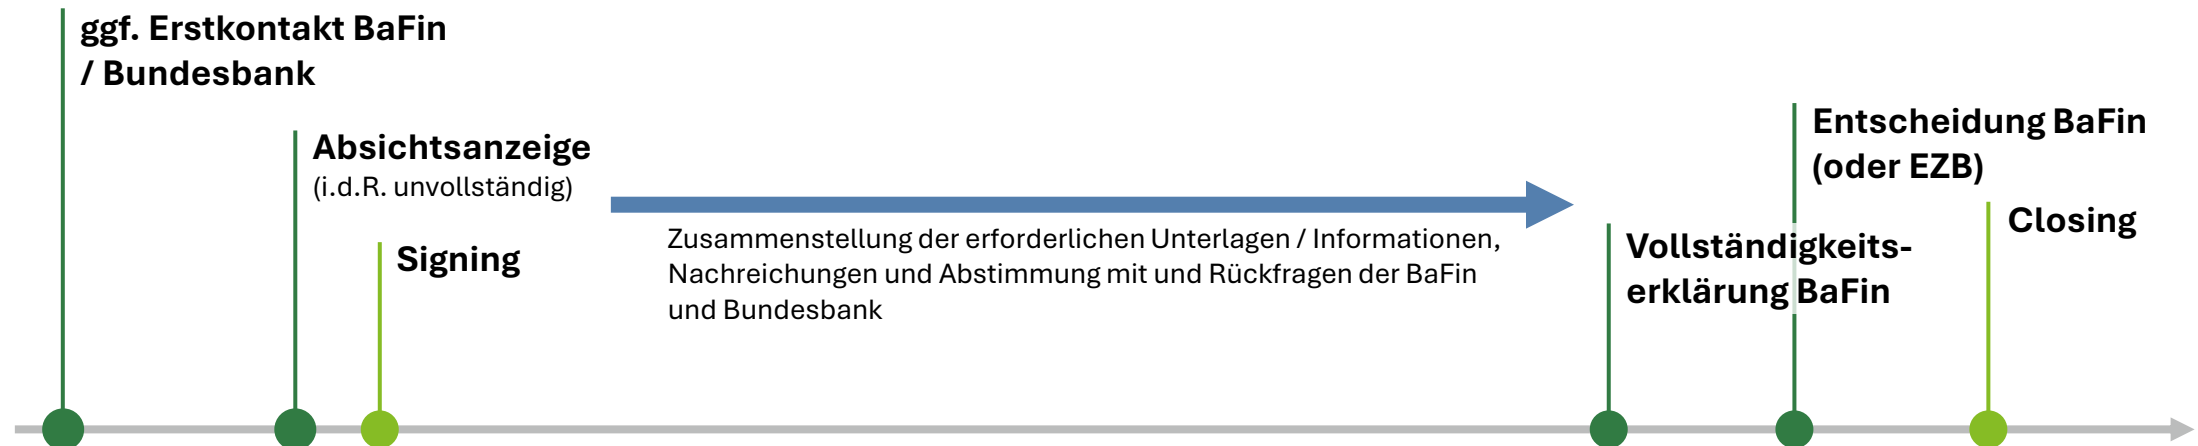 ggf. Erstkontakt BaFin
/ Bundesbank
Absichtsanzeige
(i.d.R. unvollständig)
Signing
Zusammenstellung der erforderlichen Unterlagen / Informationen,
Nachreichungen und Abstimmung mit und Rückfragen der BaFin
und Bundesbank
Vollständigkeits-
erklärung BaFin
Entscheidung BaFin
(oder EZB)
Closing